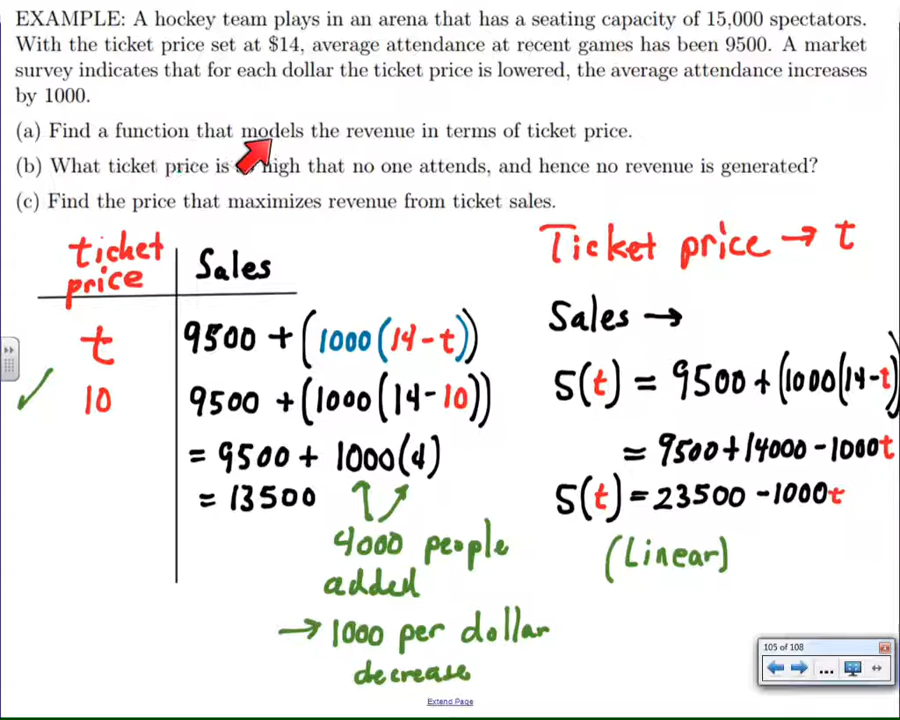 EXAMPLE: A hockey team plays in an arena that has a seating capacity of 15,000 spectators.
With the ticket price set at $14, average attendance at recent games has been 9500. A market
survey indicates that for each dollar the ticket price is lowered, the average attendance increases
by 1000.
(a) Find a function that models the revenue in terms of ticket price.
(b) What ticket price is high that no one attends, and hence no revenue is generated?
(c) Find the price that maximizes revenue from ticket sales.
ticket price
Sales
t
9500 + (1000(14-t))
10
9500 + (1000(14-10))
= 9500 + 1000(4)
= 13500
4000 people
added
→ 1000 per dollar
decrease
Ticket price → t
Sales →
S(t) = 9500 + (1000(14-t)
= 9500 + 14000 - 1000t
S(t) = 23500 - 1000t
(Linear)
105 of 108
...
Extend Page